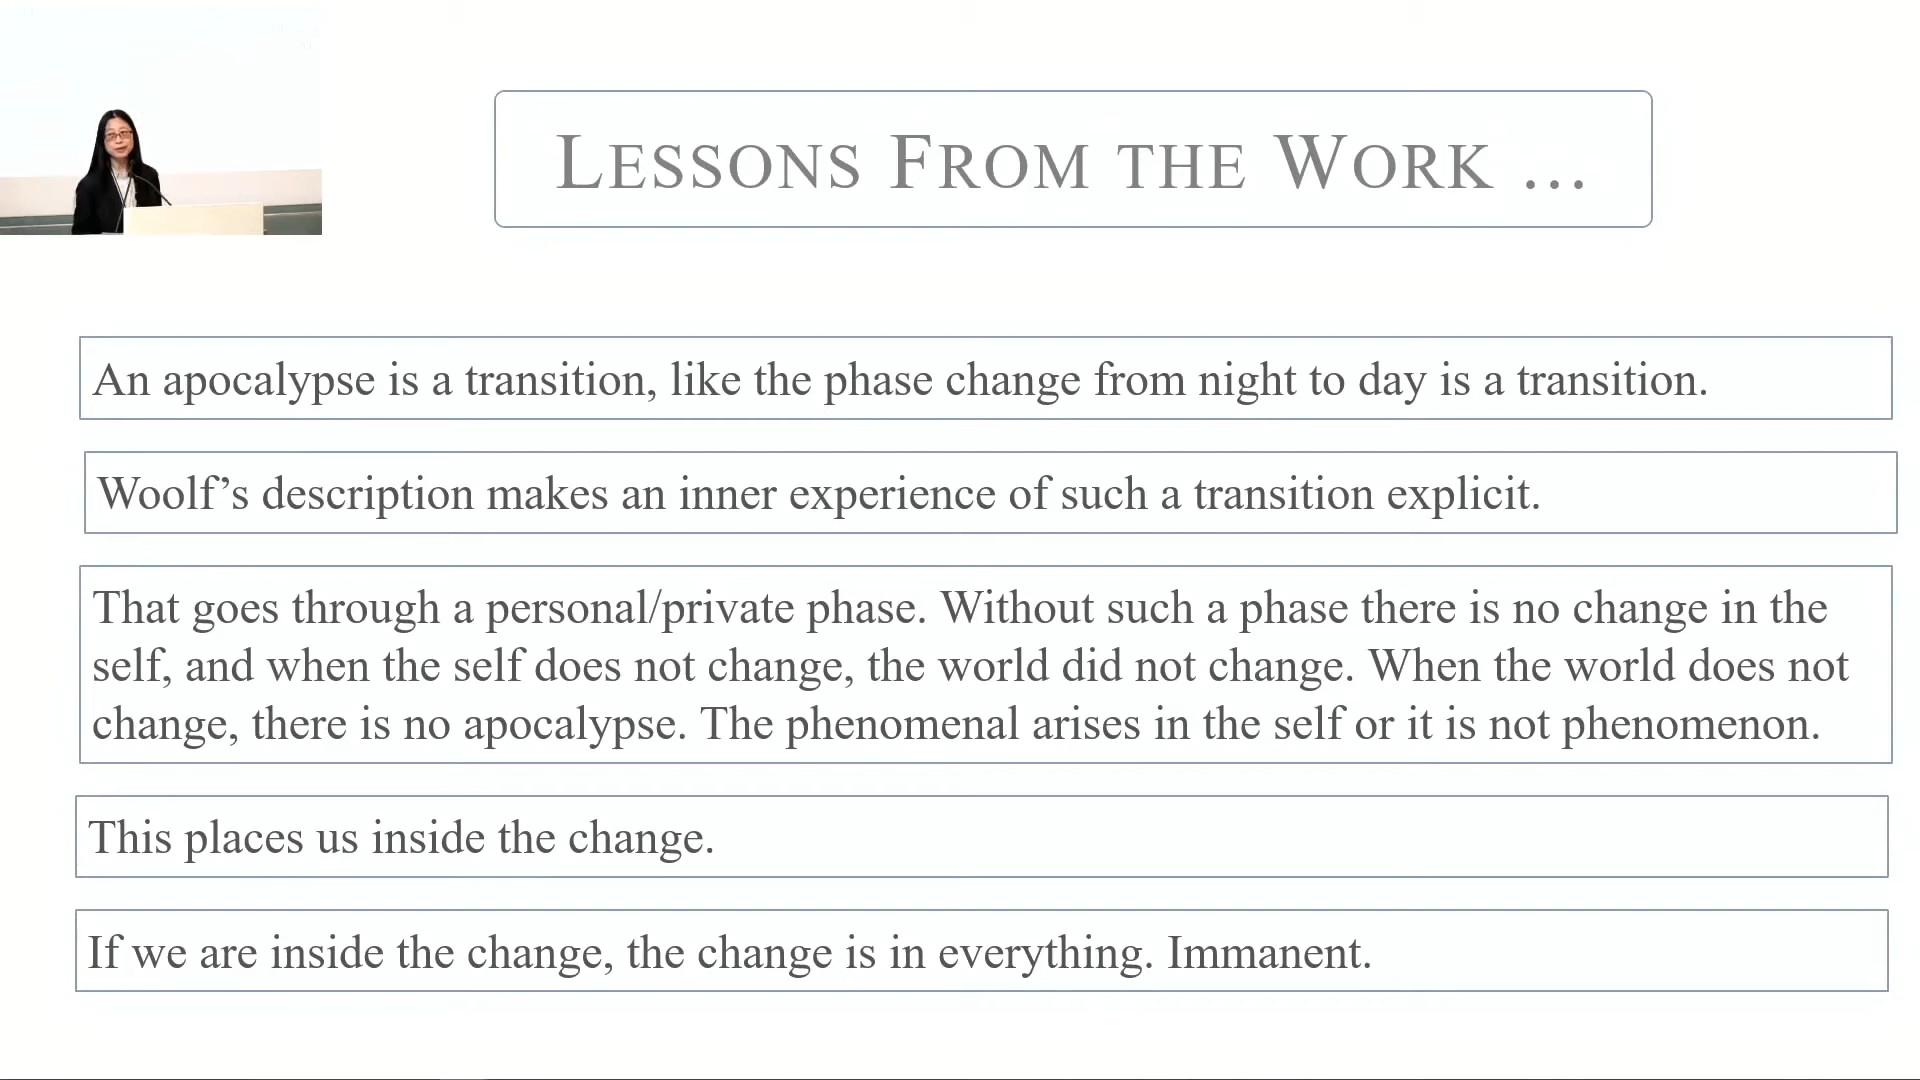 LESSONS FROM THE WORK ...
An apocalypse is a transition, like the phase change from night to day is a transition.
Woolf’s description makes an inner experience of such a transition explicit.
That goes through a personal/private phase. Without such a phase there is no change in the
self, and when the self does not change, the world did not change. When the world does not
change, there is no apocalypse. The phenomenal arises in the self or it is not phenomenon.
This places us inside the change.
If we are inside the change, the change is in everything. Immanent.